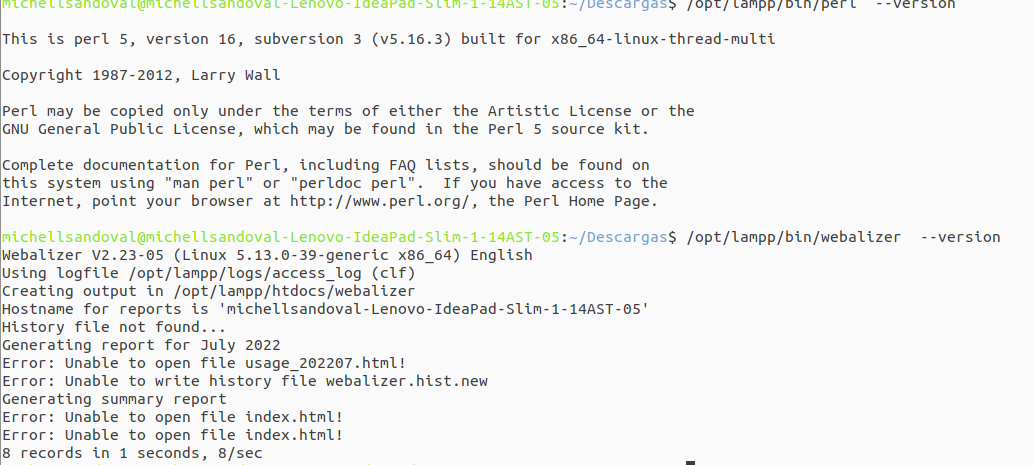 michellsandoval@michellsandoval-Lenovo-IdeaPad-Slim-1-14AST-05:~/Descargas$ /opt/lampp/bin/perl  --version
This is perl 5, version 16, subversion 3 (v5.16.3) built for x86_64-linux-thread-multi
Copyright 1987-2012, Larry Wall
Perl may be copied only under the terms of either the Artistic License or the
GNU General Public License, which may be found in the Perl 5 source kit.
Complete documentation for Perl, including FAQ lists, should be found on
this system using "man perl" or "perldoc perl".  If you have access to the
Internet, point your browser at http://www.perl.org/, the Perl Home Page.
michellsandoval@michellsandoval-Lenovo-IdeaPad-Slim-1-14AST-05:~/Descargas$ /opt/lampp/bin/webalizer  --version
Webalizer V2.23-05 (Linux 5.13.0-39-generic x86_64) English
Using logfile /opt/lampp/logs/access_log (clf)
Creating output in /opt/lampp/htdocs/webalizer
Hostname for reports is 'michellsandoval-Lenovo-IdeaPad-Slim-1-14AST-05'
History file not found...
Generating report for July 2022
Error: Unable to open file usage_202207.html!
Error: Unable to write history file webalizer.hist.new
Generating summary report
Error: Unable to open file index.html!
Error: Unable to open file index.html!
8 records in 1 seconds, 8/sec